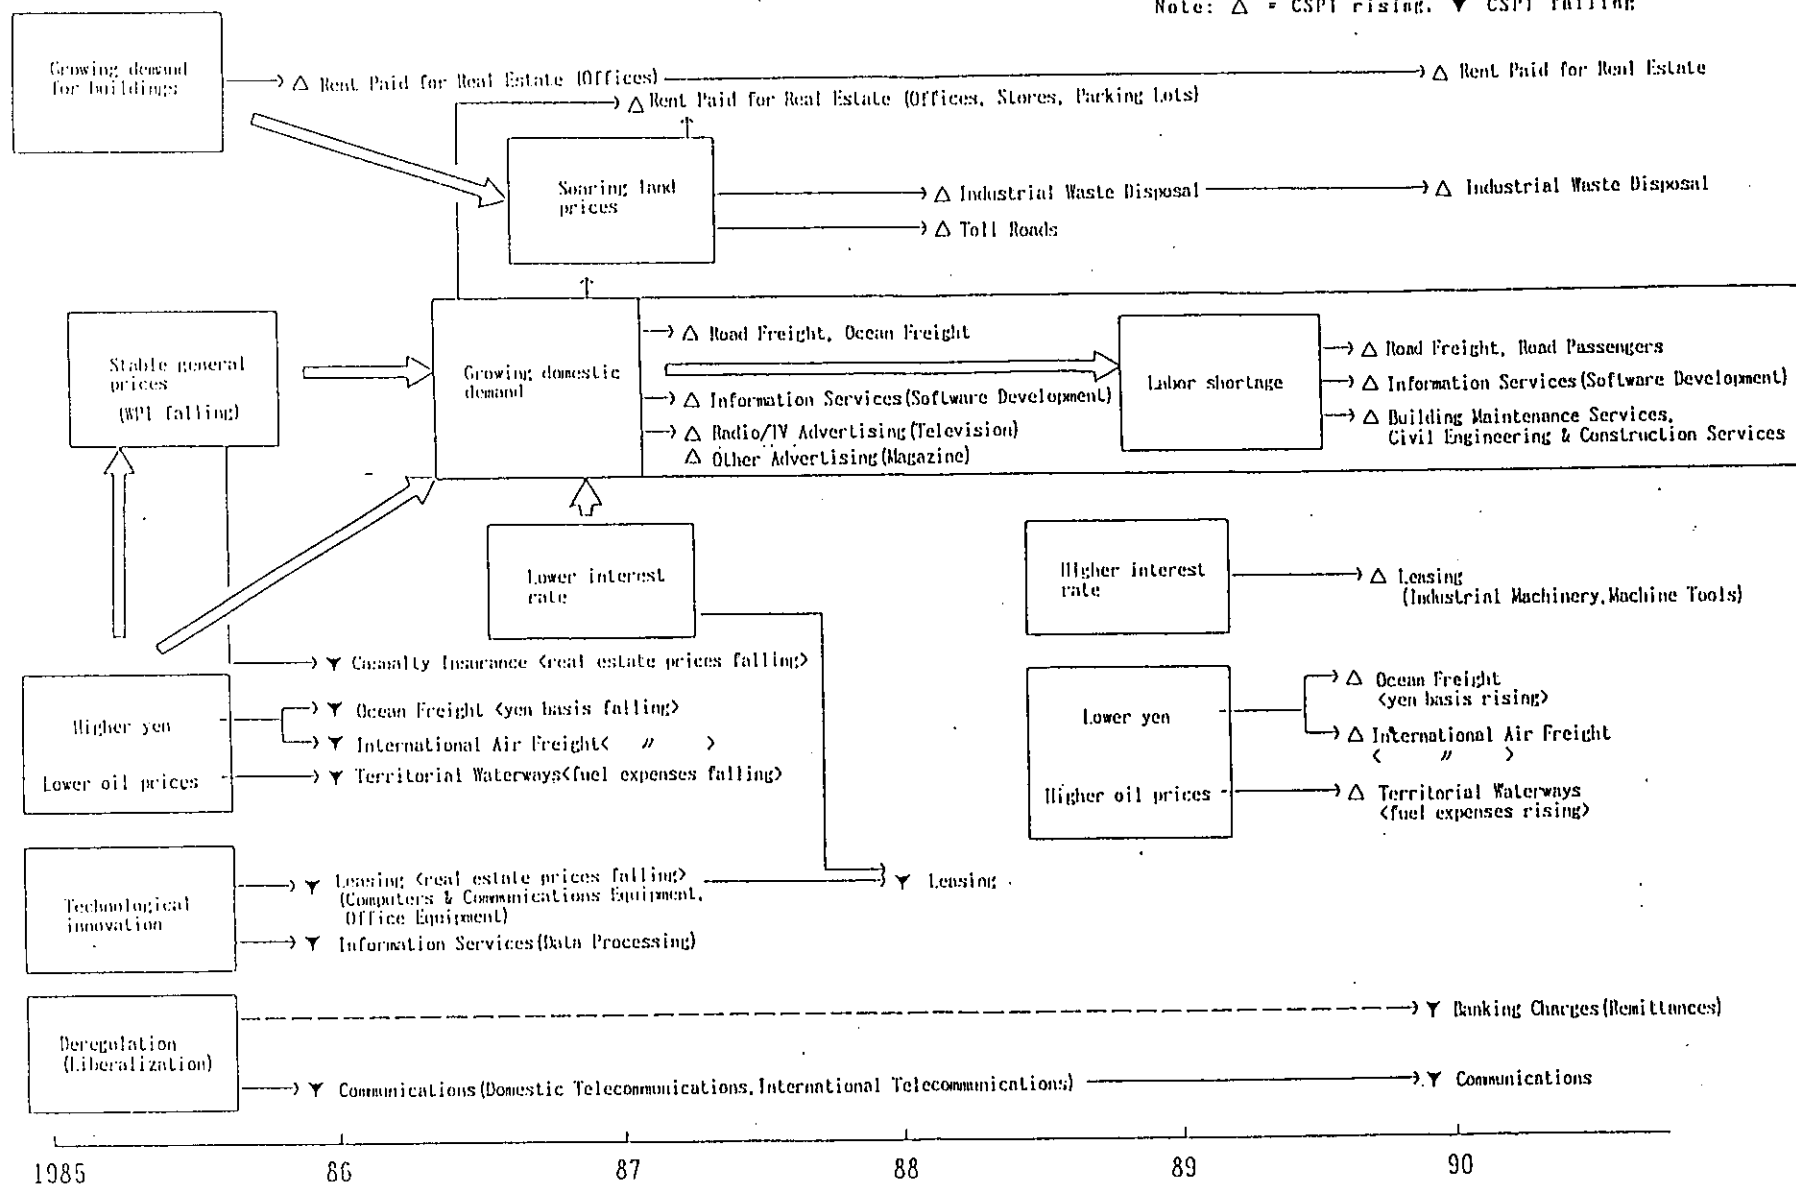 Note: △ = CSPI rising, ▼ CSPI falling
Growing demand
for buildings
△ Rent Paid for Real Estate (Offices)
△ Rent Paid for Real Estate
△ Rent Paid for Real Estate (Offices, Stores, Parking Lots)
Soaring land
prices
△ Industrial Waste Disposal
△ Industrial Waste Disposal
△ Toll Roads
Stable general
prices
(WPI falling)
Growing domestic
demand
△ Road Freight, Ocean Freight
△ Information Services(Software Development)
△ Radio/TV Advertising(Television)
△ Other Advertising(Magazine)
Labor shortage
△ Road Freight, Road Passengers
△ Information Services(Software Development)
△ Building Maintenance Services,
Civil Engineering & Construction Services
Lower interest
rate
Higher interest
rate
△ Leasing
(Industrial Machinery,Machine Tools)
▼ Casualty Insurance <real estate prices falling>
Higher yen
Lower oil prices
▼ Ocean Freight <yen basis falling>
▼ International Air Freight< 〃 >
▼ Territorial Waterways<fuel expenses falling>
Lower yen
Higher oil prices
△ Ocean Freight
<yen basis rising>
△ International Air Freight
< 〃 >
△ Territorial Waterways
<fuel expenses rising>
Technological
innovation
▼ Leasing <real estate prices falling>
(Computers & Communications Equipment,
Office Equipment)
▼ Leasing
▼ Information Services(Data Processing)
Deregulation
(Liberalization)
▼ Banking Charges(Remittances)
▼ Communications(Domestic Telecommunications,International Telecommunications)
▼ Communications
1985 86 87 88 89 90